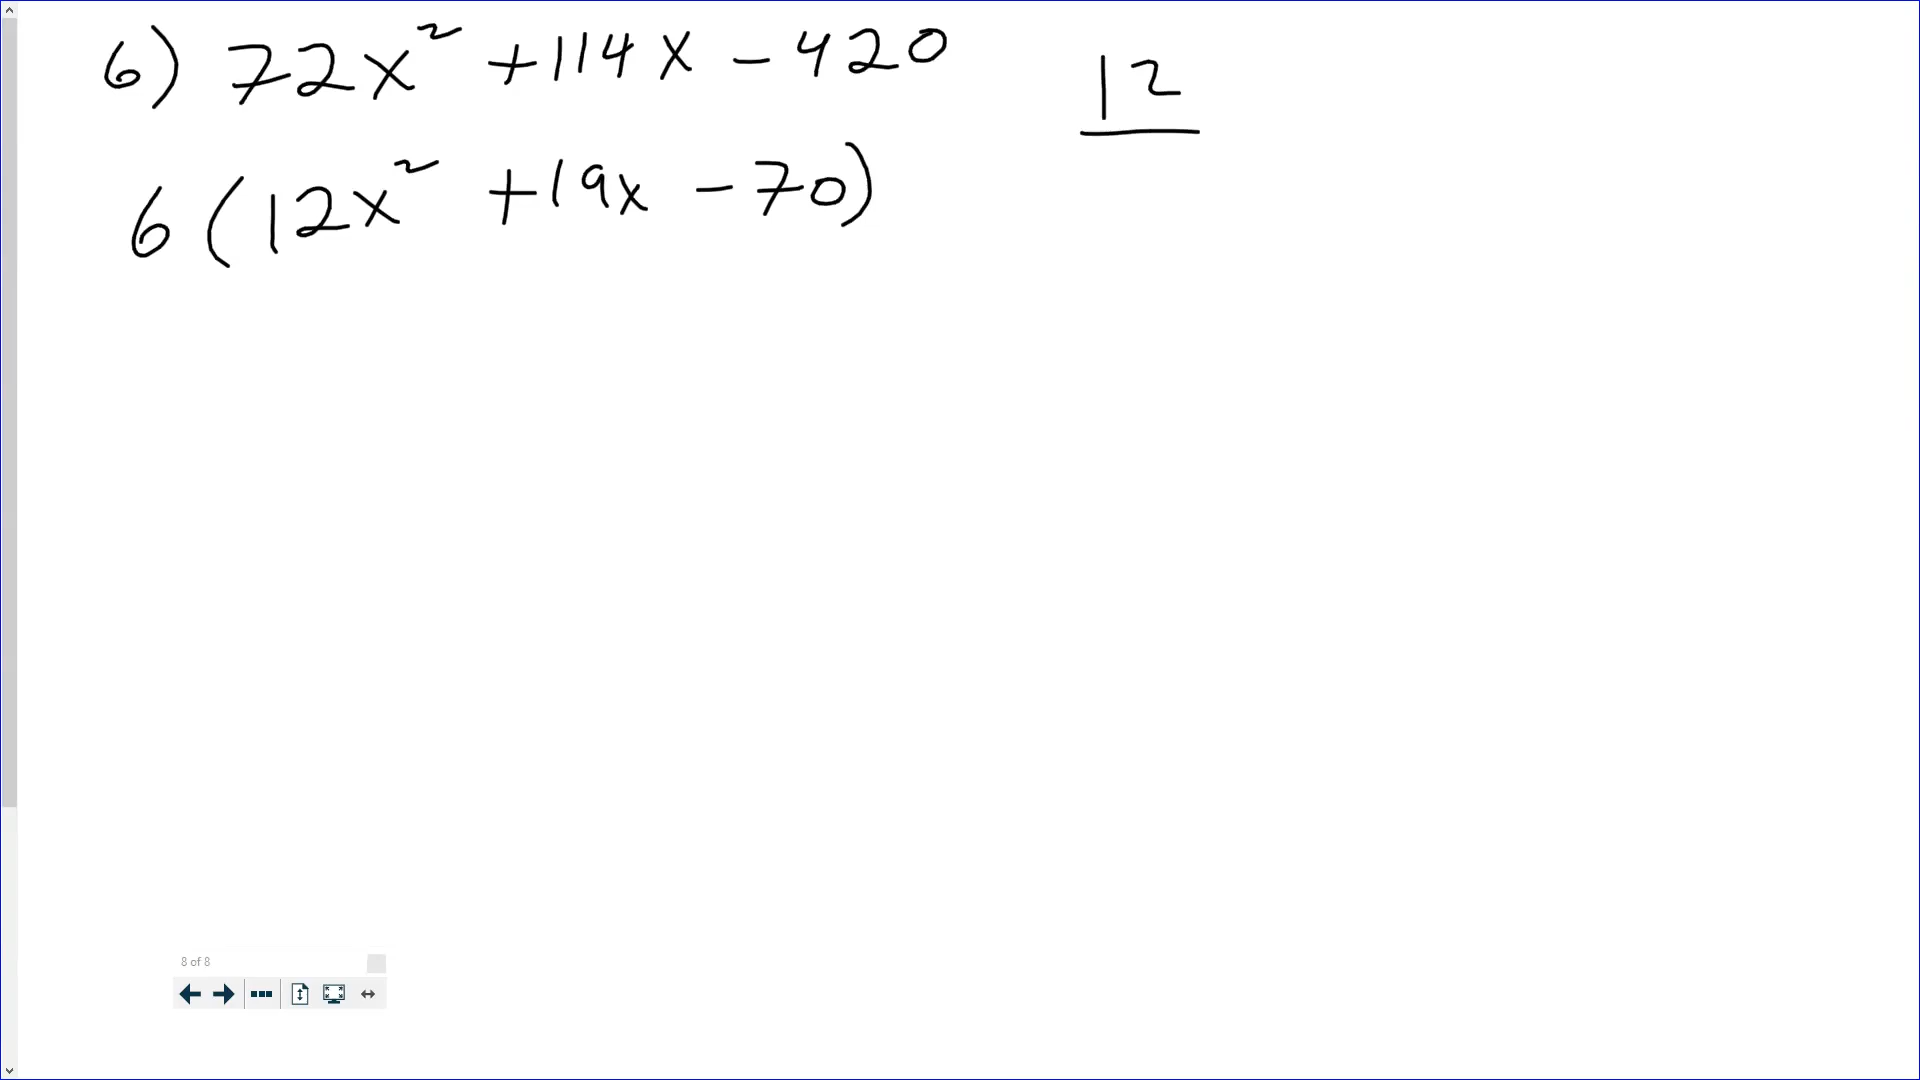 6) 72x² + 114x - 420
12
6(12x² + 19x - 70)
8 of 8